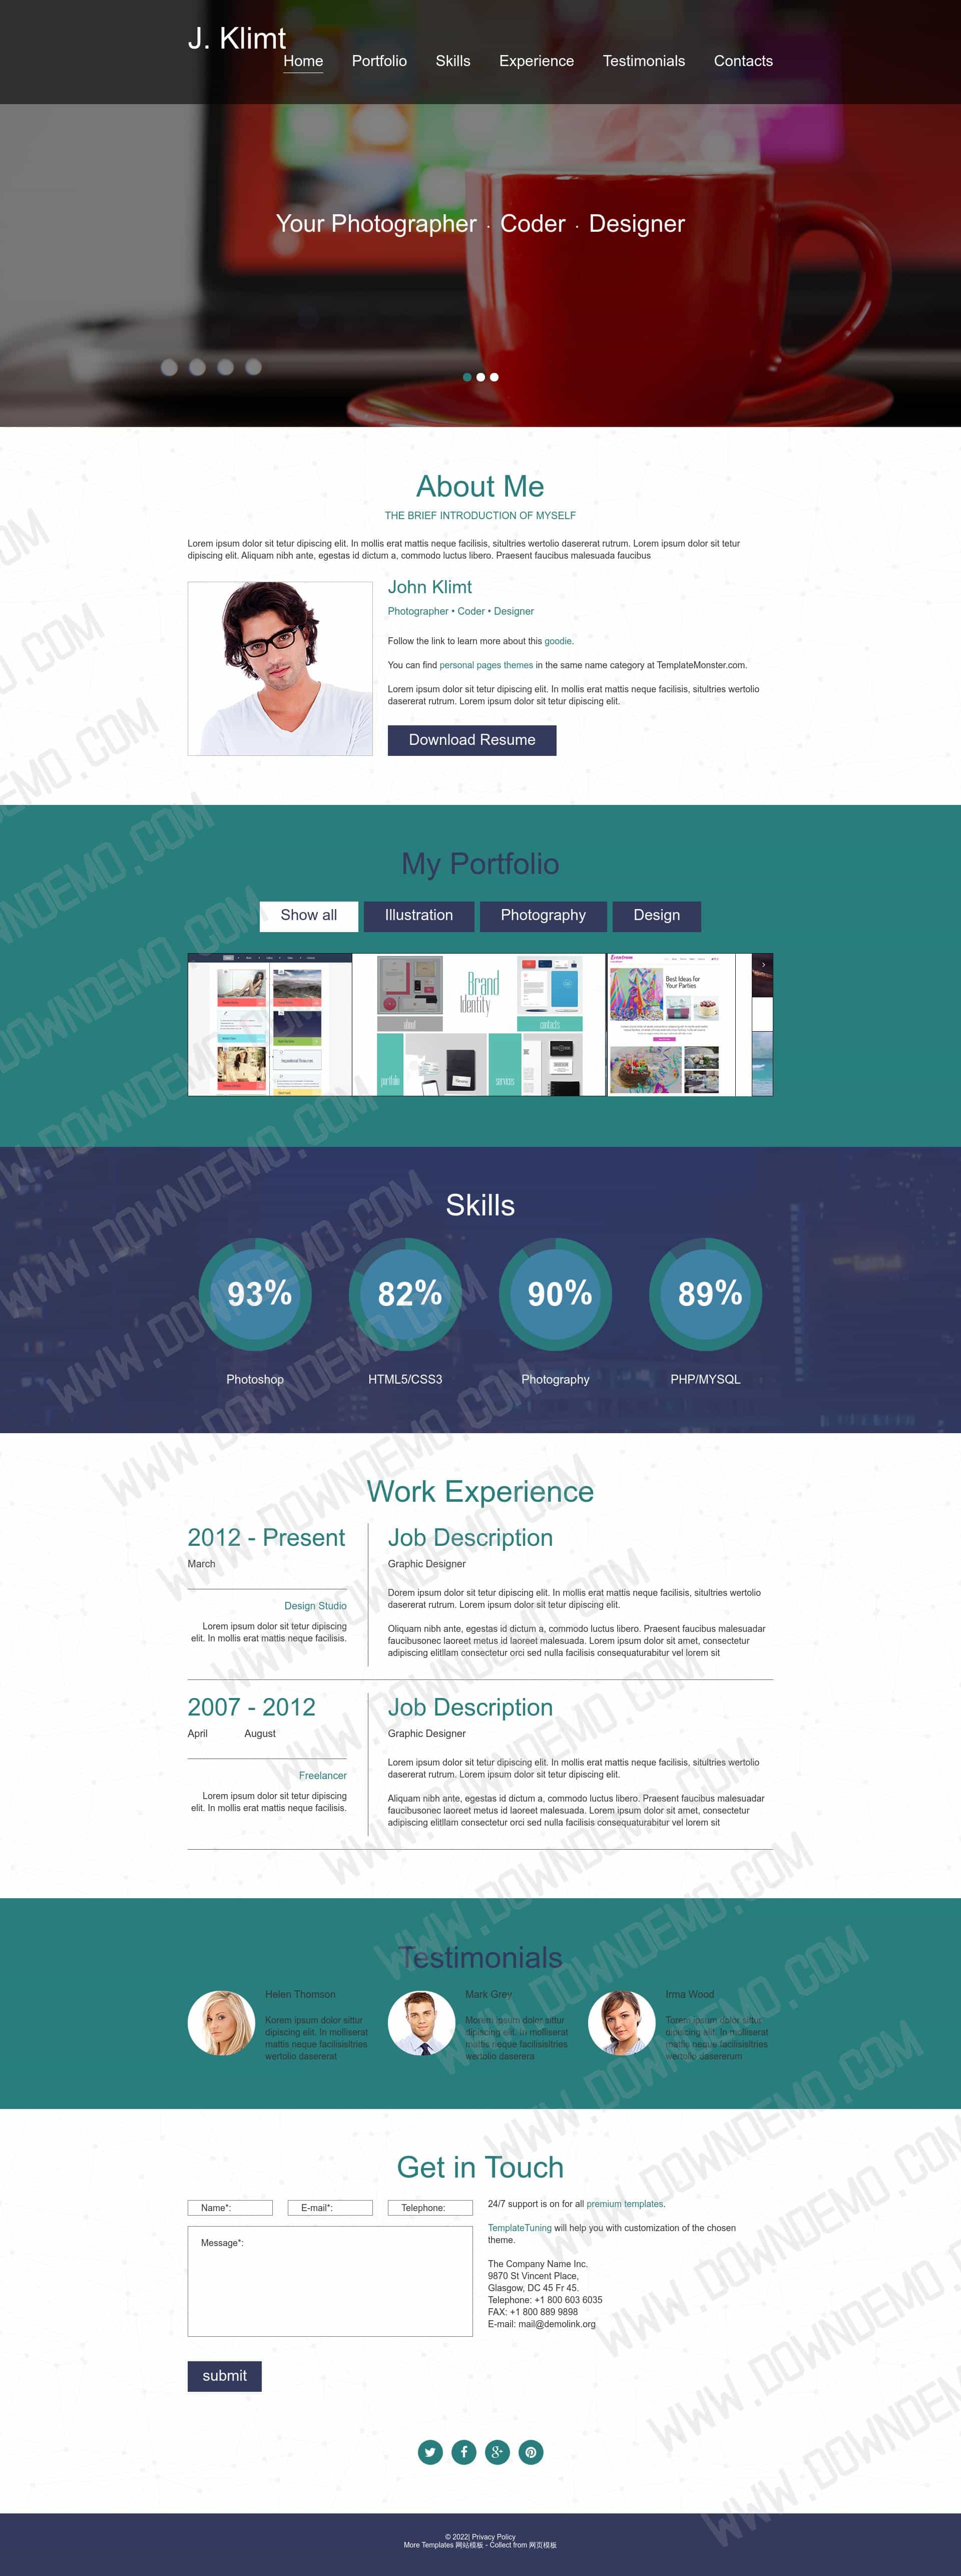 J. Klimt
Home Portfolio Skills Experience Testimonials Contacts
Your Photographer · Coder · Designer
About Me
THE BRIEF INTRODUCTION OF MYSELF
Lorem ipsum dolor sit tetur dipiscing elit. In mollis erat mattis neque facilisis, situltries wertolio dasererat rutrum. Lorem ipsum dolor sit tetur
dipiscing elit. Aliquam nibh ante, egestas id dictum a, commodo luctus libero. Praesent faucibus malesuada faucibus
John Klimt
Photographer • Coder • Designer
Follow the link to learn more about this goodie.
You can find personal pages themes in the same name category at TemplateMonster.com.
Lorem ipsum dolor sit tetur dipiscing elit. In mollis erat mattis neque facilisis, situltries wertolio
dasererat rutrum. Lorem ipsum dolor sit tetur dipiscing elit.
Download Resume
My Portfolio
Show all Illustration Photography Design
Brand
Identity
about
contacts
portfolio
services
Best Ideas for
Your Parties
Skills
93% 82% 90% 89%
Photoshop HTML5/CSS3 Photography PHP/MYSQL
Work Experience
2012 - Present
March
Design Studio
Lorem ipsum dolor sit tetur dipiscing
elit. In mollis erat mattis neque facilisis.
Job Description
Graphic Designer
Dorem ipsum dolor sit tetur dipiscing elit. In mollis erat mattis neque facilisis, situltries wertolio
dasererat rutrum. Lorem ipsum dolor sit tetur dipiscing elit.
Oliquam nibh ante, egestas id dictum a, commodo luctus libero. Praesent faucibus malesuadar
faucibusonec laoreet metus id laoreet malesuada. Lorem ipsum dolor sit amet, consectetur
adipiscing elitllam consectetur orci sed nulla facilisis consequaturabitur vel lorem sit
2007 - 2012
April August
Freelancer
Lorem ipsum dolor sit tetur dipiscing
elit. In mollis erat mattis neque facilisis.
Job Description
Graphic Designer
Lorem ipsum dolor sit tetur dipiscing elit. In mollis erat mattis neque facilisis, situltries wertolio
dasererat rutrum. Lorem ipsum dolor sit tetur dipiscing elit.
Aliquam nibh ante, egestas id dictum a, commodo luctus libero. Praesent faucibus malesuadar
faucibusonec laoreet metus id laoreet malesuada. Lorem ipsum dolor sit amet, consectetur
adipiscing elitllam consectetur orci sed nulla facilisis consequaturabitur vel lorem sit
Testimonials
Helen Thomson
Korem ipsum dolor sittur
dipiscing elit. In molliserat
mattis neque facilisisltries
wertolio dasererat
Mark Grey
Morem ipsum dolor sittur
dipiscing elit. In molliserat
mattis neque facilisisitries
wertolio daserera
Irma Wood
Torem ipsum dolor sittur
dipiscing elit. In molliserat
mattis neque facilisisitries
wertolio dasererum
Get in Touch
Name*: E-mail*: Telephone:
Message*:
submit
24/7 support is on for all premium templates.
TemplateTuning will help you with customization of the chosen
theme.
The Company Name Inc.
9870 St Vincent Place,
Glasgow, DC 45 Fr 45.
Telephone: +1 800 603 6035
FAX: +1 800 889 9898
E-mail: mail@demolink.org
© 2022| Privacy Policy
More Templates 网站模板 - Collect from 网页模板
WWW.DOWNDEMO.COM